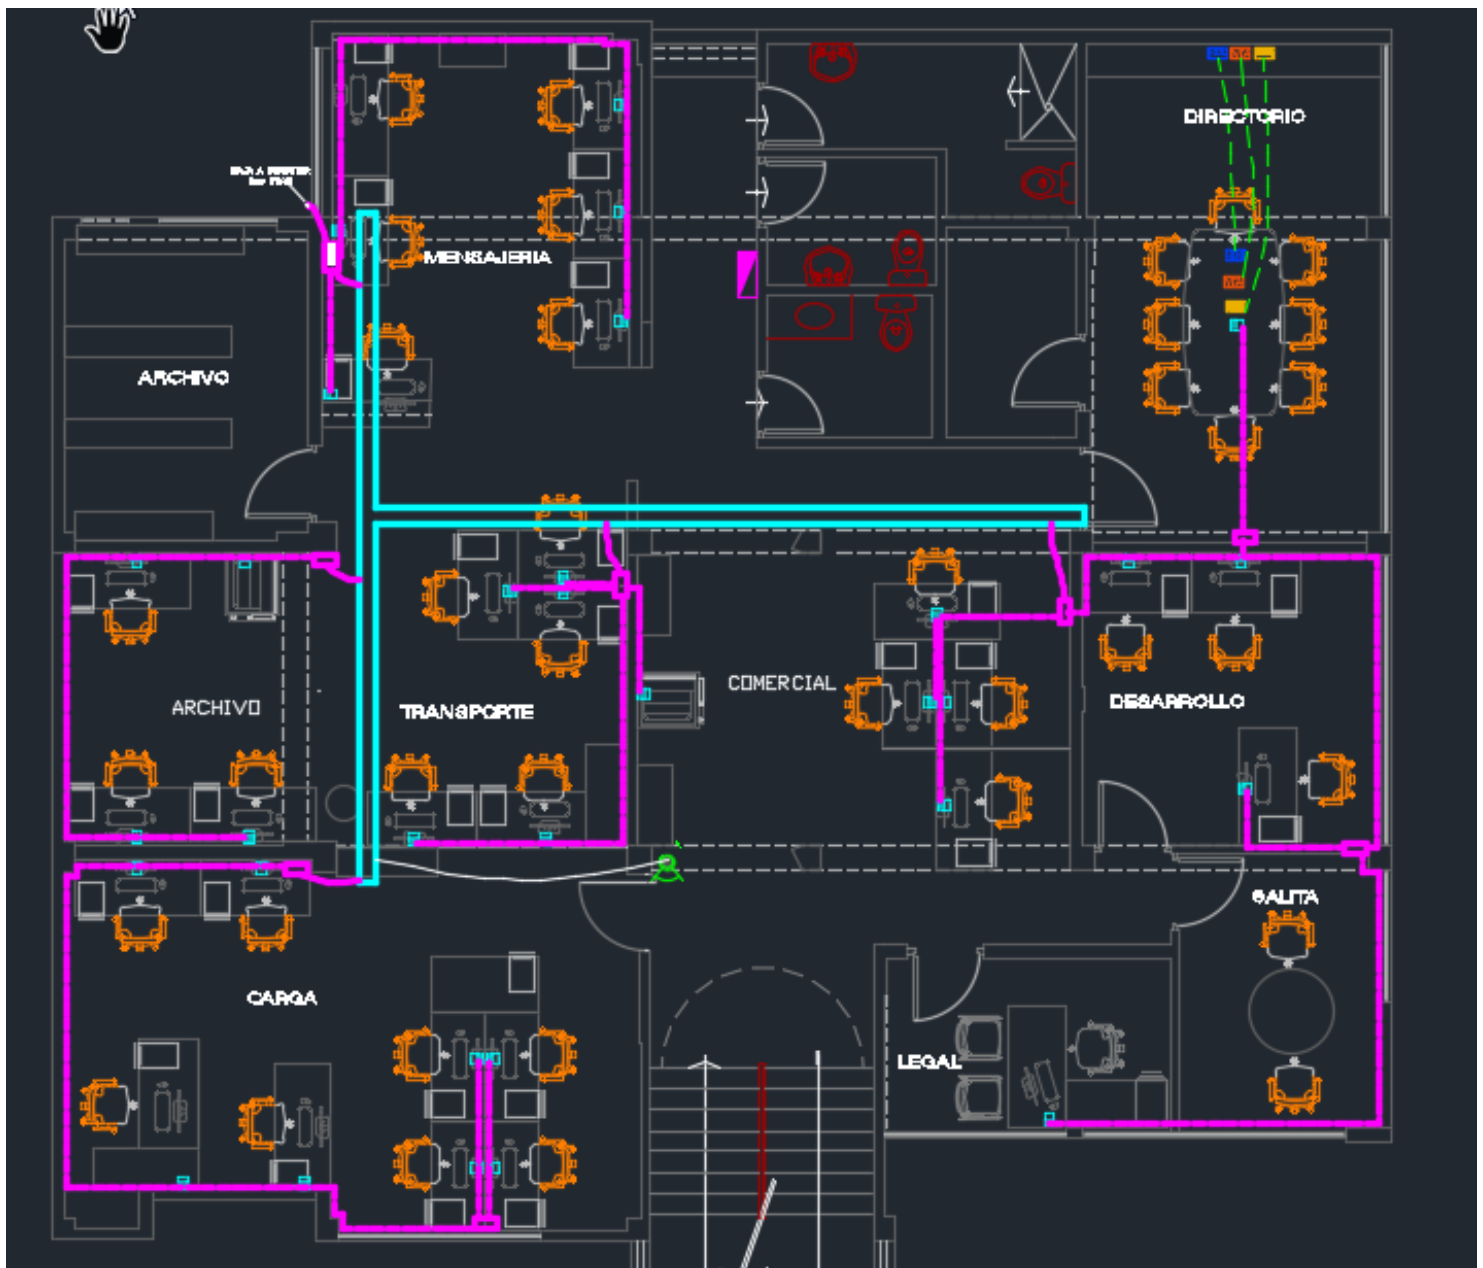 DIRECTORIO
MENSAJERIA
ARCHIVO
COMERCIAL
ARCHIVO
TRANSPORTE
DESARROLLO
SALITA
CARGA
LEGAL